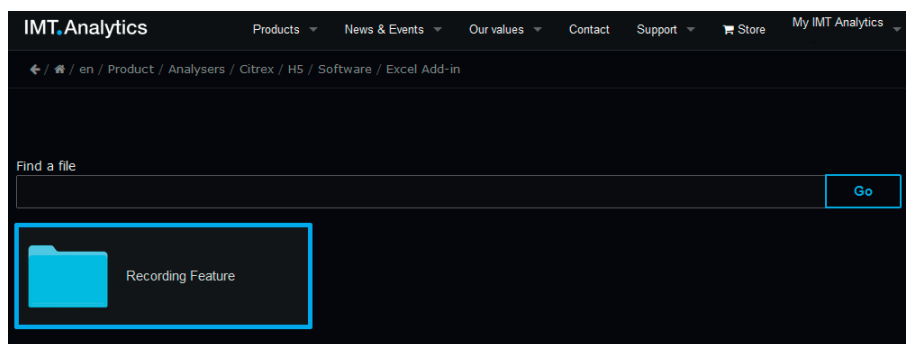 IMT.Analytics Products News & Events Our values Contact Support Store My IMT Analytics
/ / en / Product / Analysers / Citrex / H5 / Software / Excel Add-in
Find a file
Go
Recording Feature